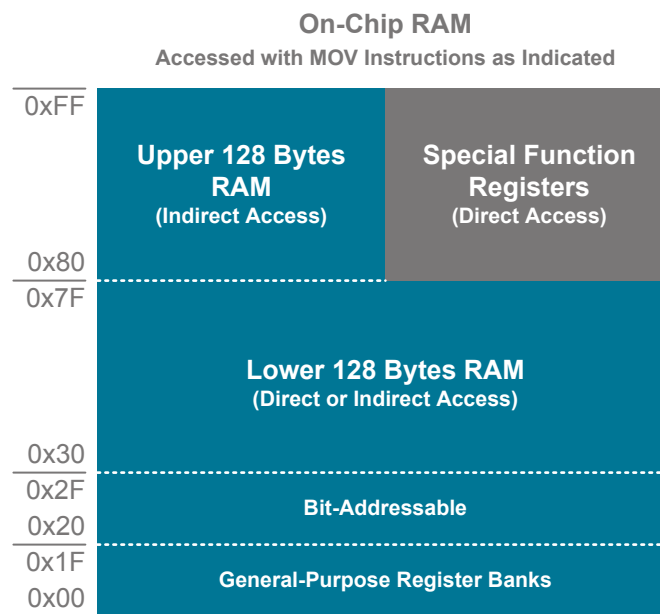 On-Chip RAM
Accessed with MOV Instructions as Indicated
0xFF
Upper 128 Bytes
RAM
(Indirect Access)
Special Function
Registers
(Direct Access)
0x80
0x7F
Lower 128 Bytes RAM
(Direct or Indirect Access)
0x30
0x2F
Bit-Addressable
0x20
0x1F
General-Purpose Register Banks
0x00